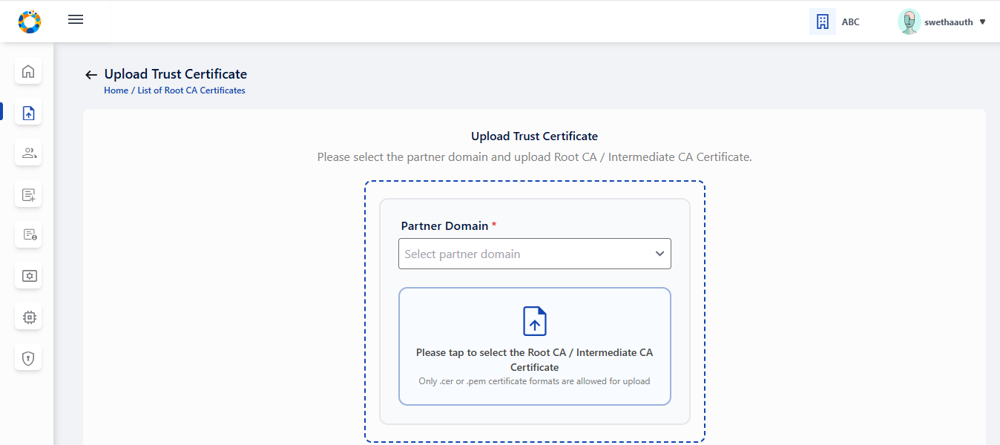 ABC
swethaauth ▼
Upload Trust Certificate
Home / List of Root CA Certificates
Upload Trust Certificate
Please select the partner domain and upload Root CA / Intermediate CA Certificate.
Partner Domain *
Select partner domain
Please tap to select the Root CA / Intermediate CA
Certificate
Only .cer or .pem certificate formats are allowed for upload